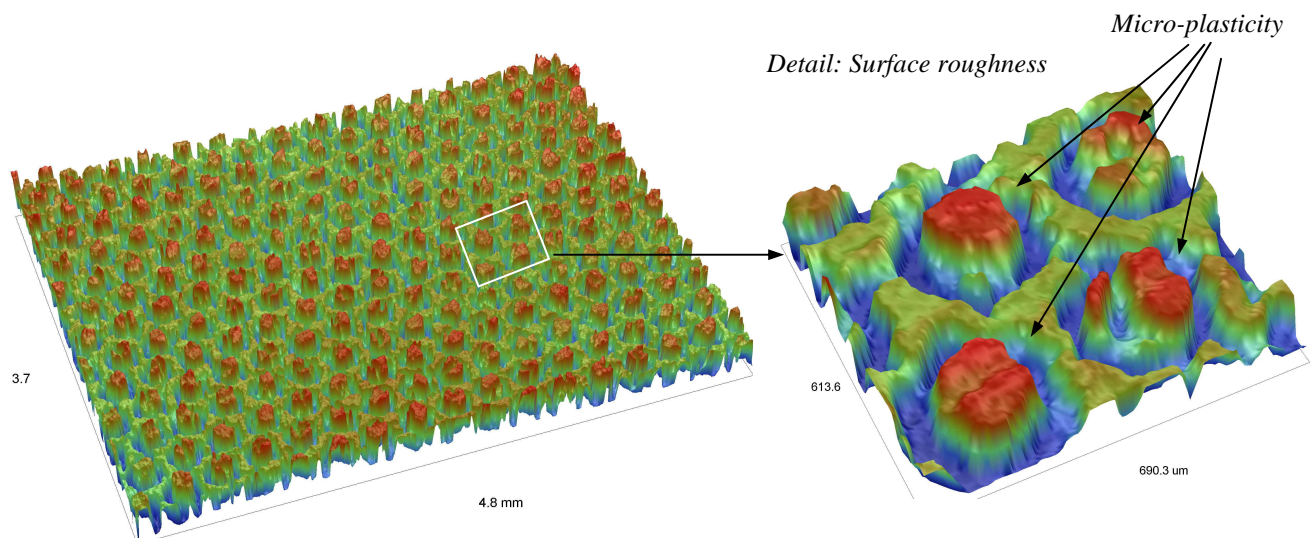 Micro-plasticity
Detail: Surface roughness
3.7
4.8 mm
613.6
690.3 um